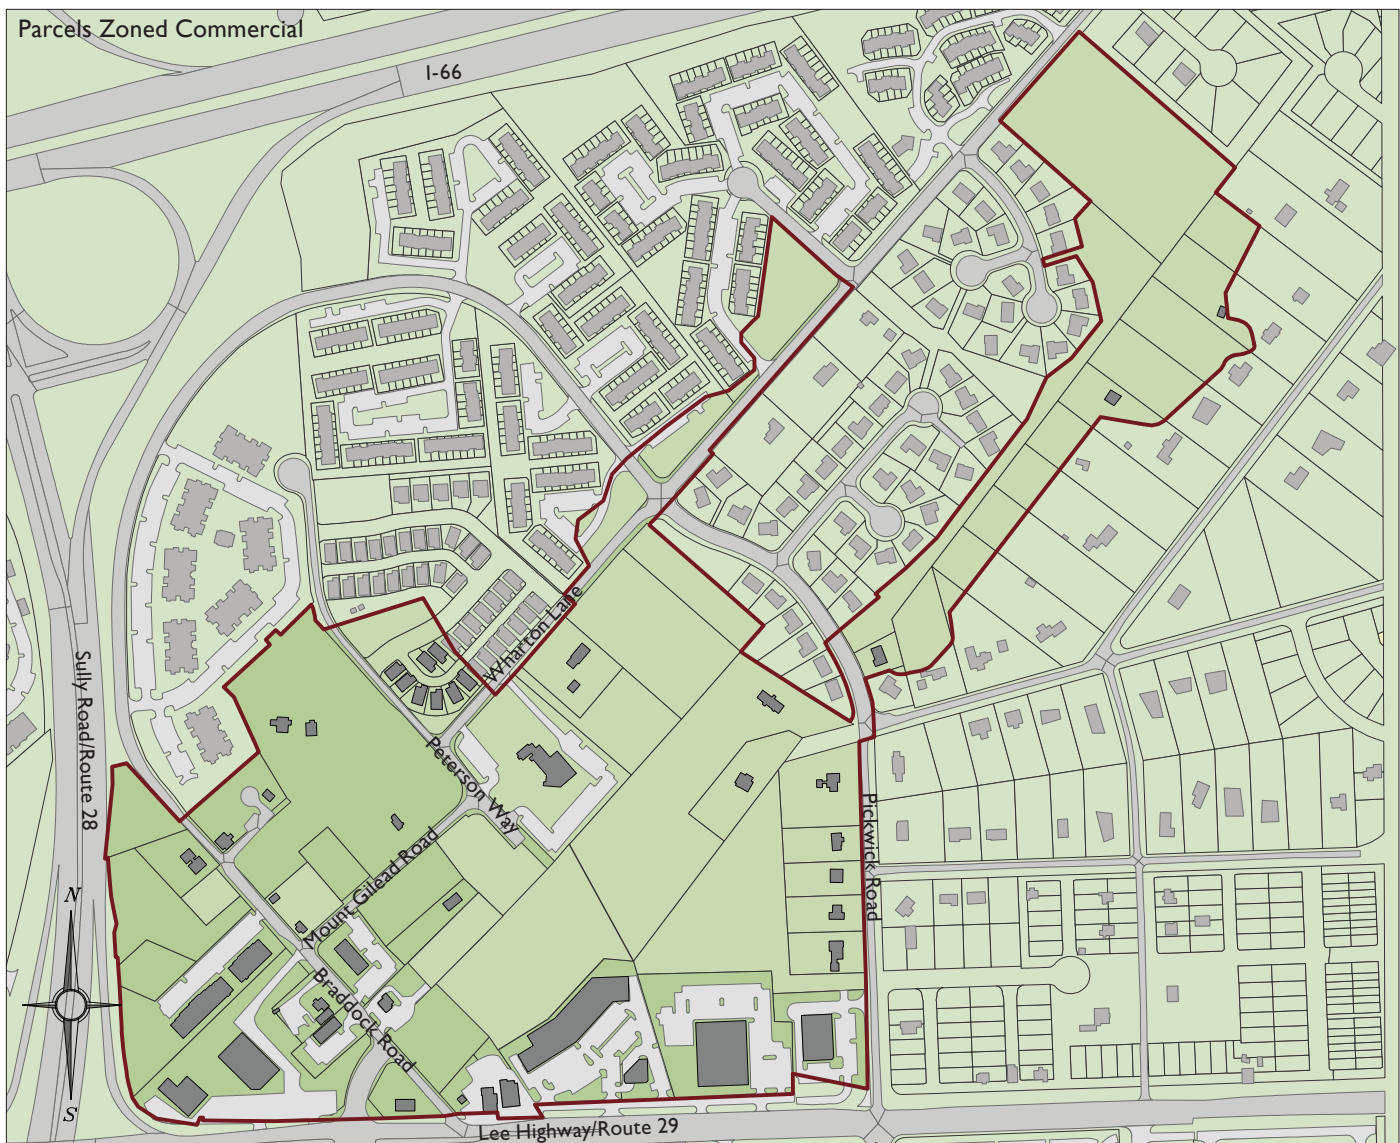 Parcels Zoned Commercial
I-66
Wharton Lane
Peterson Way
Sully Road/Route 28
Pickwick Road
Mount Gilead Road
N
Braddock Road
S
Lee Highway/Route 29